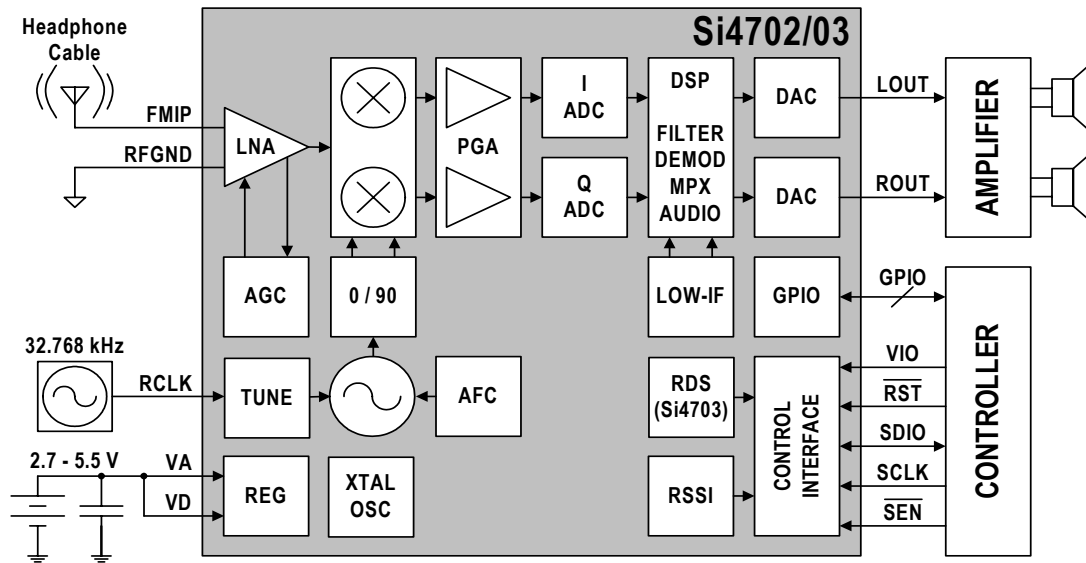 Headphone
Cable
Si4702/03
FMIP
RFGND
LNA
PGA
I
ADC
Q
ADC
DSP
FILTER
DEMOD
MPX
AUDIO
DAC
DAC
LOUT
ROUT
AMPLIFIER
AGC
0 / 90
LOW-IF
GPIO
GPIO
32.768 kHz
RCLK
TUNE
AFC
RDS
(Si4703)
CONTROL
INTERFACE
VIO
RST
SDIO
SCLK
SEN
CONTROLLER
2.7 - 5.5 V
VA
VD
REG
XTAL
OSC
RSSI